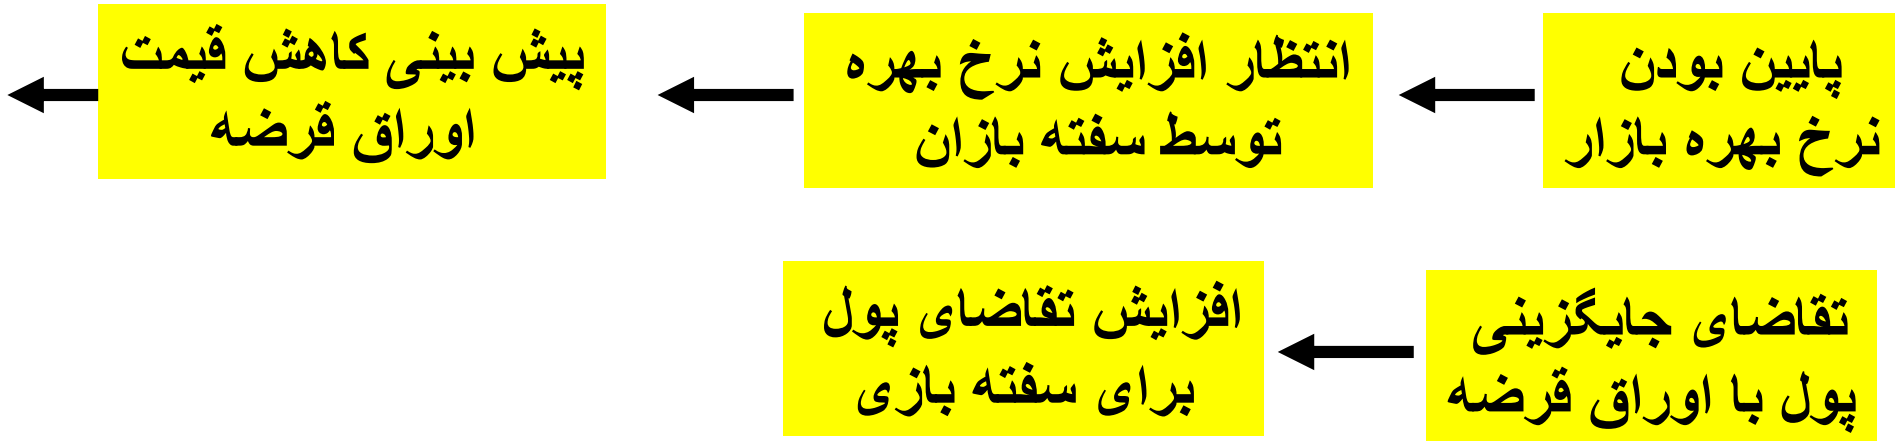 پایین بودن
نرخ بهره بازار
انتظار افزایش نرخ بهره
توسط سفته بازان
پیش بینی کاهش قیمت
اوراق قرضه
تقاضای جایگزینی
پول با اوراق قرضه
افزایش تقاضای پول
برای سفته بازی